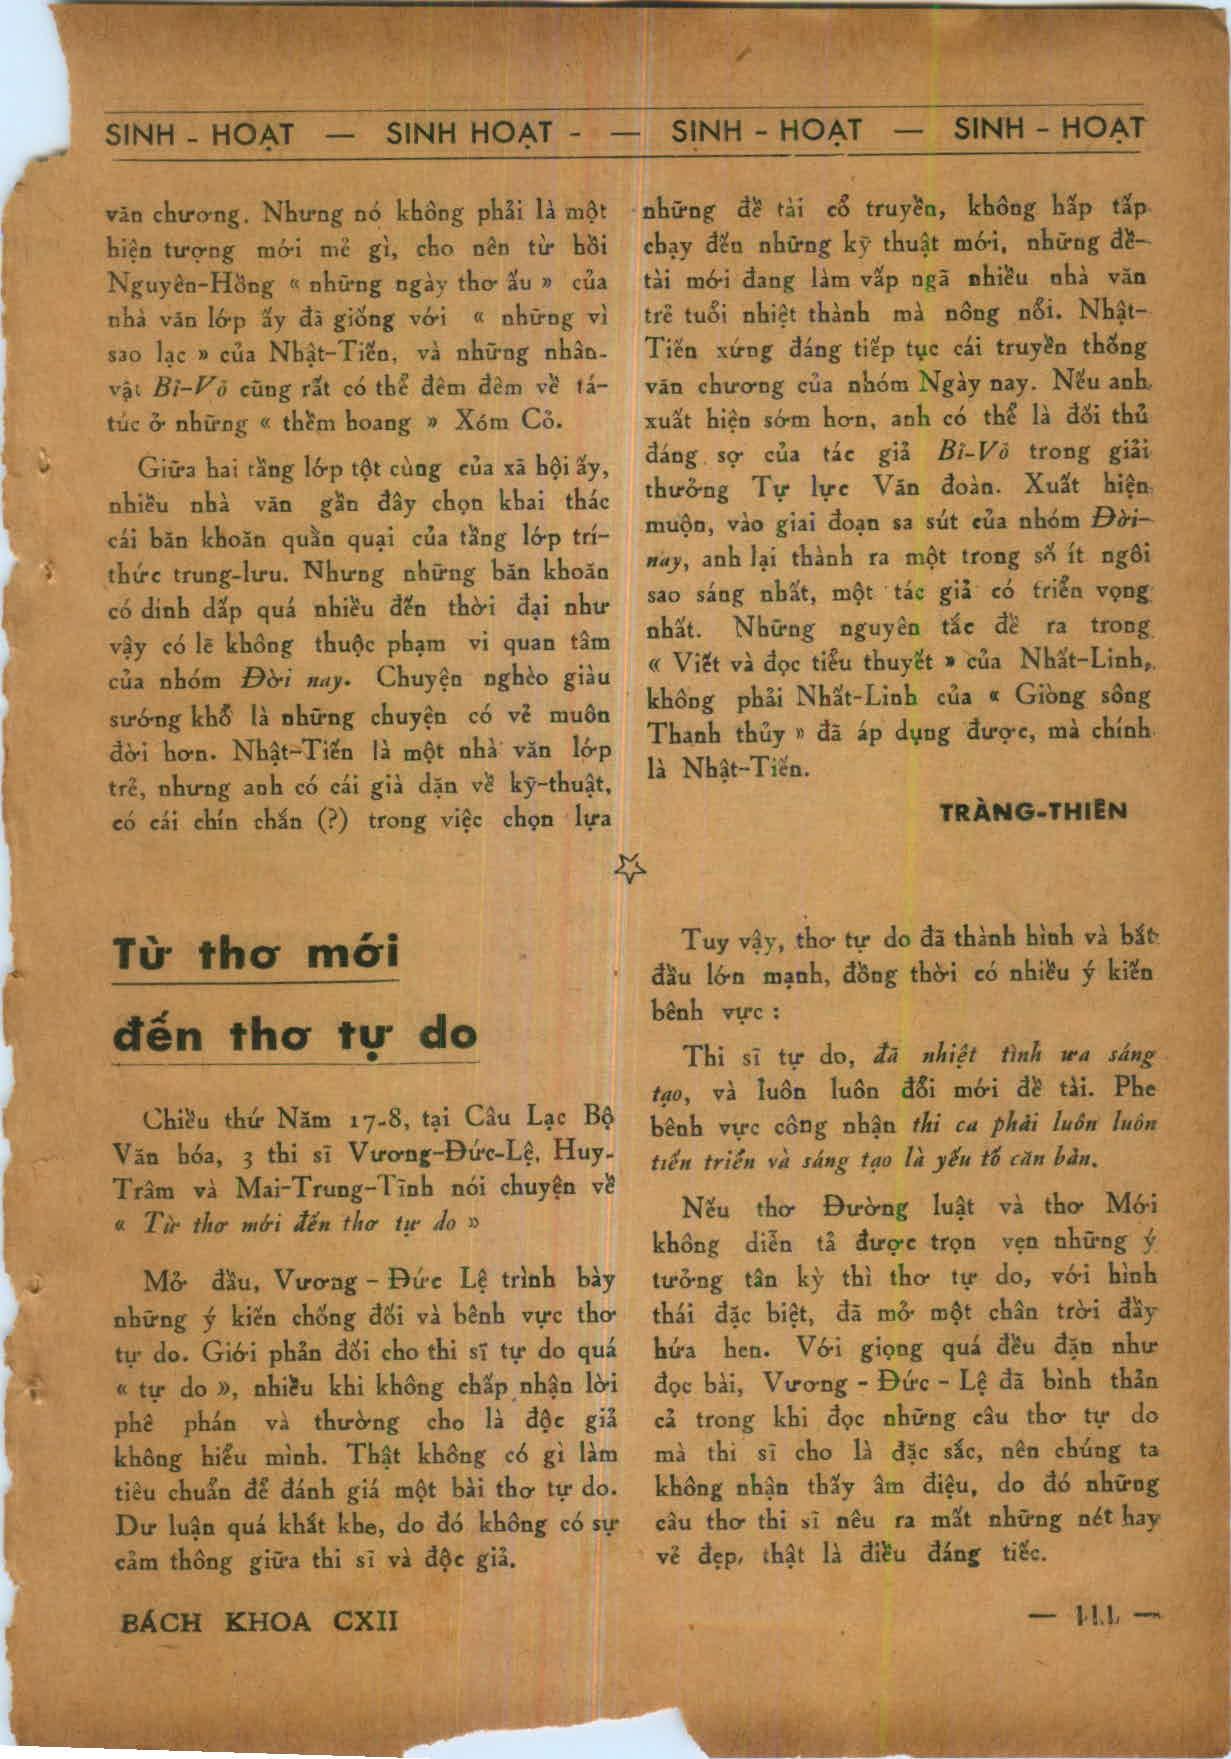 SINH - HOẠT — SINH HOẠT - — SINH - HOẠT — SINH - HOẠT
văn chương. Nhưng nó không phải là một
hiện tượng mới mẻ gì, cho nên từ hồi
Nguyên-Hồng « những ngày thơ ấu » của
nhà văn lớp ấy đã giống với « những vì
sao lạc » của Nhật-Tiến, và những nhân-
vật Bỉ-Vỏ cũng rất có thể đêm đêm về tá-
túc ở những « thềm hoang » Xóm Cỏ.
Giữa hai tầng lớp tột cùng của xã hội ấy,
nhiều nhà văn gần đây chọn khai thác
cái băn khoăn quằn quại của tầng lớp trí-
thức trung-lưu. Nhưng những băn khoăn
có dính dấp quá nhiều đến thời đại như
vậy có lẽ không thuộc phạm vi quan tâm
của nhóm Đời nay. Chuyện nghèo giàu
sướng khổ là những chuyện có vẻ muôn
đời hơn. Nhật-Tiến là một nhà văn lớp
trẻ, nhưng anh có cái già dặn về kỹ-thuật,
có cái chín chắn (?) trong việc chọn lựa
những đề tài cổ truyền, không hấp tấp
chạy đến những kỹ thuật mới, những đề-
tài mới đang làm vấp ngã nhiều nhà văn
trẻ tuổi nhiệt thành mà nông nổi. Nhật-
Tiến xứng đáng tiếp tục cái truyền thống
văn chương của nhóm Ngày nay. Nếu anh
xuất hiện sớm hơn, anh có thể là đối thủ
đáng sợ của tác giả Bỉ-Vỏ trong giải
thưởng Tự lực Văn đoàn. Xuất hiện
muộn, vào giai đoạn sa sút của nhóm Đời-
nay, anh lại thành ra một trong số ít ngôi
sao sáng nhất, một tác giả có triển vọng
nhất. Những nguyên tắc đề ra trong
« Viết và đọc tiểu thuyết » của Nhất-Linh,
không phải Nhất-Linh của « Giòng sông
Thanh thủy » đã áp dụng được, mà chính
là Nhật-Tiến.
TRÀNG-THIÊN
Từ thơ mới
đến thơ tự do
Chiều thứ Năm 17-8, tại Câu Lạc Bộ
Văn hóa, 3 thi sĩ Vương-Đức-Lệ, Huy-
Trâm và Mai-Trung-Tĩnh nói chuyện về
« Từ thơ mới đến thơ tự do »
Mở đầu, Vương - Đức Lệ trình bày
những ý kiến chống đối và bênh vực thơ
tự do. Giới phản đối cho thi sĩ tự do quá
« tự do », nhiều khi không chấp nhận lời
phê phán và thường cho là độc giả
không hiểu mình. Thật không có gì làm
tiêu chuẩn để đánh giá một bài thơ tự do.
Dư luận quá khắt khe, do đó không có sự
cảm thông giữa thi sĩ và độc giả.
Tuy vậy, thơ tự do đã thành hình và bắt
đầu lớn mạnh, đồng thời có nhiều ý kiến
bênh vực :
Thi sĩ tự do, đã nhiệt tình ưa sáng
tạo, và luôn luôn đổi mới đề tài. Phe
bênh vực công nhận thi ca phải luôn luôn
tiến triển và sáng tạo là yếu tố căn bản.
Nếu thơ Đường luật và thơ Mới
không diễn tả được trọn vẹn những ý
tưởng tân kỳ thì thơ tự do, với hình
thái đặc biệt, đã mở một chân trời đầy
hứa hẹn. Với giọng quá đều đặn như
đọc bài, Vương - Đức - Lệ đã bình thản
cả trong khi đọc những câu thơ tự do
mà thi sĩ cho là đặc sắc, nên chúng ta
không nhận thấy âm điệu, do đó những
câu thơ thi sĩ nêu ra mất những nét hay
vẻ đẹp, thật là điều đáng tiếc.
BÁCH KHOA CXII
— 111 —